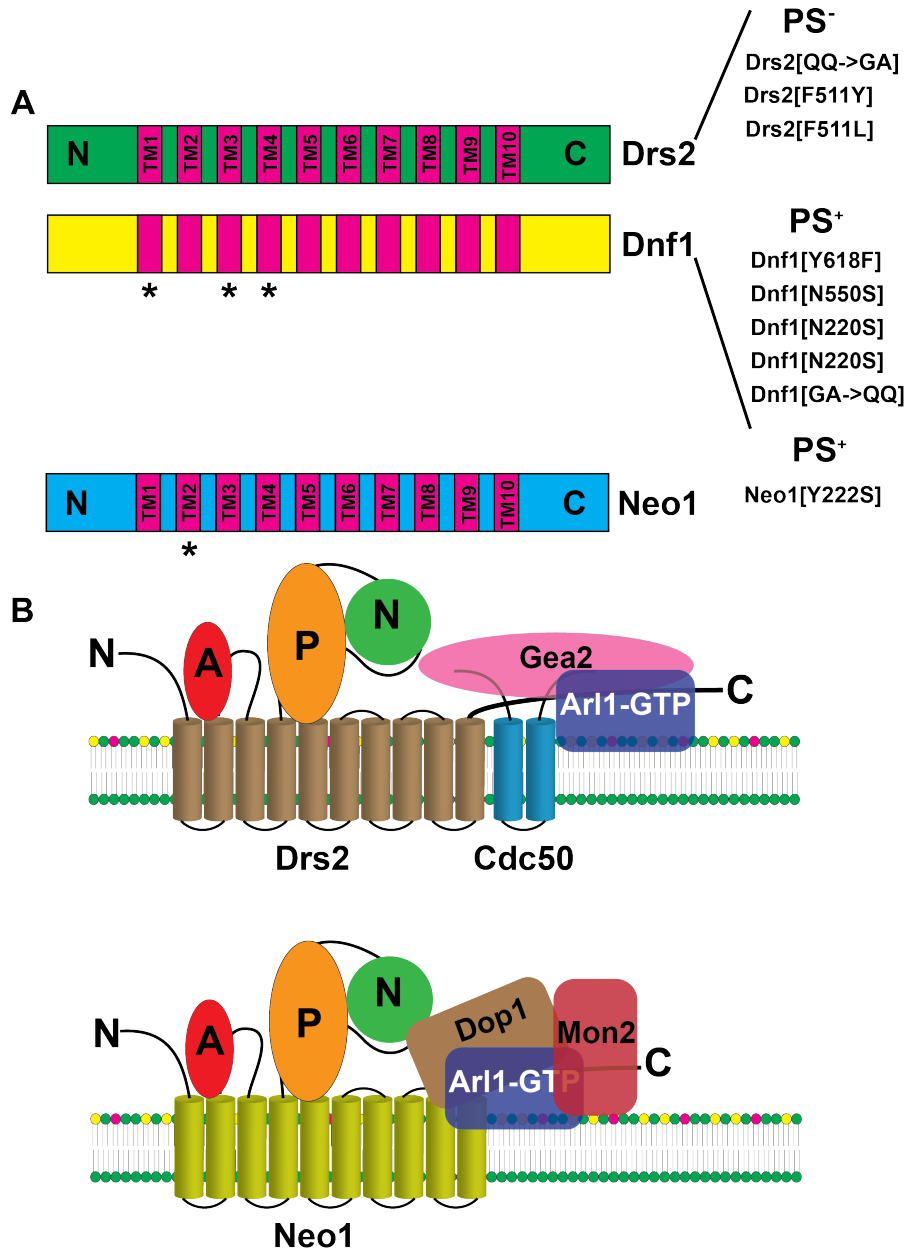 PS-
Drs2[QQ->GA]
Drs2[F511Y]
Drs2[F511L]
A
N TM1 TM2 TM3 TM4 TM5 TM6 TM7 TM8 TM9 TM10 C Drs2
Dnf1
* * *
PS+
Dnf1[Y618F]
Dnf1[N550S]
Dnf1[N220S]
Dnf1[N220S]
Dnf1[GA->QQ]
PS+
Neo1[Y222S]
N TM1 TM2 TM3 TM4 TM5 TM6 TM7 TM8 TM9 TM10 C Neo1
*
B
N A P N Gea2
Arl1-GTP C
Drs2 Cdc50
N A P N Dop1 Mon2
Arl1-GTP C
Neo1